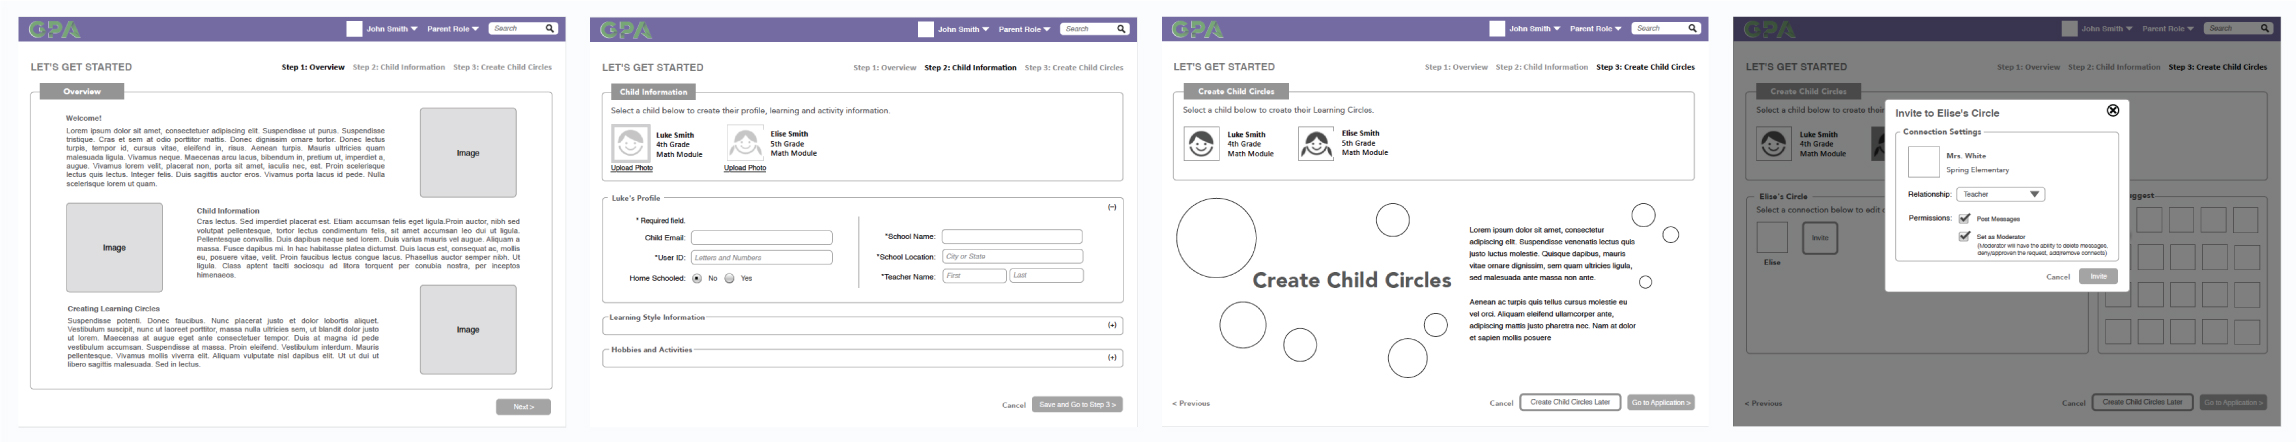 GPA
John Smith
Parent Role
Search
LET'S GET STARTED
Step 1: Overview Step 2: Child Information Step 3: Create Child Circles
Overview
Welcome!
Lorem ipsum dolor sit amet, consectetuer adipiscing elit. Suspendisse ut purus. Suspendisse
tristique. Cras et sem at odio porttitor mattis. Donec dignissim ornare tortor. Donec lectus
turpis, tempor id, cursus vitae, eleifend in, risus. Aenean turpis. Mauris ultricies quam
malesuada ligula. Vivamus neque. Maecenas arcu lacus, bibendum in, pretium ut, imperdiet a,
augue. Vivamus lorem velit, placerat non, porta sit amet, iaculis nec, est. Proin scelerisque
lectus quis lectus. Integer felis. Duis sagittis auctor eros. Vivamus porta lacus id pede. Nulla
scelerisque lorem ut quam.
Image
Image
Child Information
Cras lectus. Sed imperdiet placerat est. Etiam accumsan felis eget ligula.Proin auctor, nibh sed
volutpat pellentesque, tortor lectus condimentum felis, sit amet accumsan leo dui ut ligula.
Pellentesque convallis. Duis dapibus neque sed lorem. Duis varius mauris vel augue. Aliquam a
massa. Fusce dapibus mi. In hac habitasse platea dictumst. Duis lacus est, consequat ac, mollis
eu, posuere vitae, velit. Proin faucibus lectus congue lacus. Phasellus auctor semper nibh. Ut
ligula. Class aptent taciti sociosqu ad litora torquent per conubia nostra, per inceptos
himenaeos.
Creating Learning Circles
Suspendisse potenti. Donec faucibus. Nunc placerat justo et dolor lobortis aliquet.
Vestibulum suscipit, nunc ut laoreet porttitor, massa nulla ultricies sem, ut blandit dolor justo
ut lorem. Maecenas at augue eget ante consectetuer tempor. Duis at magna id pede
vestibulum accumsan. Suspendisse at massa. Proin eleifend. Vestibulum interdum. Mauris
pellentesque. Vivamus mollis viverra elit. Aliquam vulputate nisl dapibus elit. Ut ut dui ut
libero sagittis malesuada. Sed in lectus.
Image
Next >
GPA
John Smith
Parent Role
Search
LET'S GET STARTED
Step 1: Overview Step 2: Child Information Step 3: Create Child Circles
Child Information
Select a child below to create their profile, learning and activity information.
Luke Smith
4th Grade
Math Module
Upload Photo
Elise Smith
5th Grade
Math Module
Upload Photo
Luke's Profile
(–)
* Required field.
Child Email:
*User ID: Letters and Numbers
Home Schooled: No Yes
*School Name:
*School Location: City or State
*Teacher Name: First Last
Learning Style Information
(+)
Hobbies and Activities
(+)
Cancel
Save and Go to Step 3 >
GPA
John Smith
Parent Role
Search
LET'S GET STARTED
Step 1: Overview Step 2: Child Information Step 3: Create Child Circles
Create Child Circles
Select a child below to create their Learning Circles.
Luke Smith
4th Grade
Math Module
Elise Smith
5th Grade
Math Module
Create Child Circles
Lorem ipsum dolor sit amet, consectetur
adipiscing elit. Suspendisse venenatis lectus quis
justo luctus molestie. Quisque dapibus, mauris
vitae ornare dignissim, sem quam ultricies ligula,
sed malesuada ante massa non ante.
Aenean ac turpis quis tellus cursus molestie eu
vel orci. Aliquam eleifend ullamcorper ante,
adipiscing mattis justo pharetra nec. Nam at dolor
et sapien mollis posuere
< Previous
Cancel
Create Child Circles Later
Go to Application >
GPA
John Smith
Parent Role
Search
LET'S GET STARTED
Step 1: Overview Step 2: Child Information Step 3: Create Child Circles
Create Child Circles
Select a child below to create their
Luke Smith
4th Grade
Math Module
Elise's Circle
Select a connection below to edit
Elise
Invite
Invite to Elise's Circle
Connection Settings
Mrs. White
Spring Elementary
Relationship: Teacher
Permissions: Post Messages
Set as Moderator
(Moderator will have the ability to delete messages,
deny/approven the request, add/remove connects)
Cancel
Invite
< Previous
Cancel
Create Child Circles Later
Go to Application >